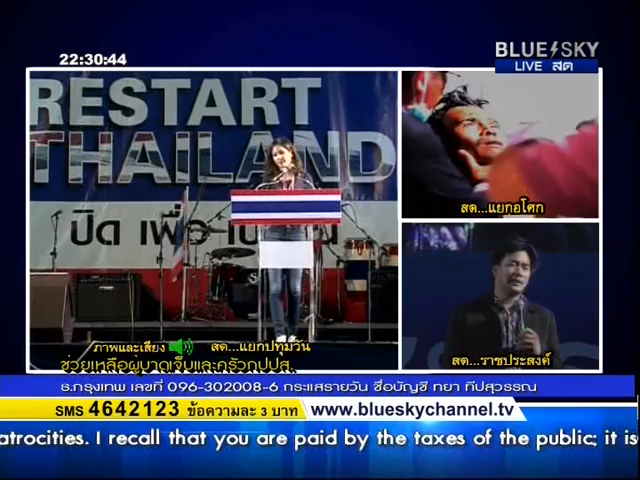 22:30:44
BLUE SKY
LIVE สด
RESTART
THAILAND
ปิด เพื่อ
สด...แยกอโศก
ภาพและเสียง สด...แยกปทุมวัน
สด...ราชประสงค์
ช่วยเหลือผู้บาดเจ็บและครัวกปปส.
ธ.กรุงเทพ เลขที่ 096-302008-6 กระแสรายวัน ชื่อบัญชี ทยา ทีปสุวรรณ
SMS 4642123 ข้อความละ 3 บาท www.blueskychannel.tv
atrocities. I recall that you are paid by the taxes of the public; it is